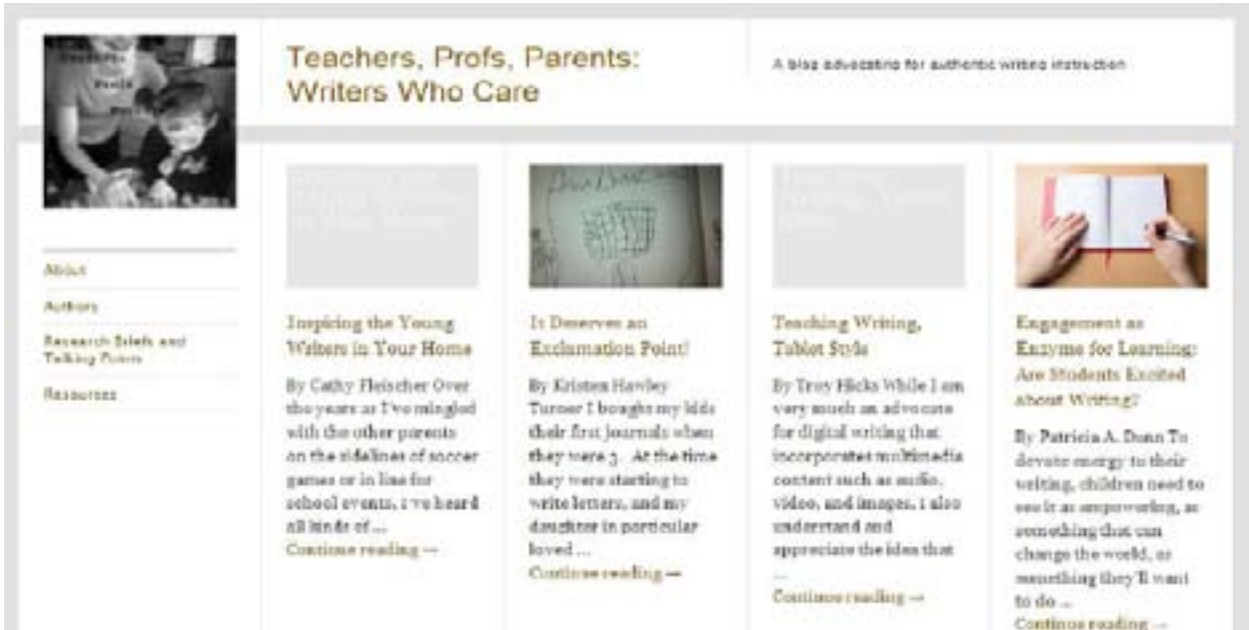 Teachers, Profs, Parents:
Writers Who Care
A blog advocating for authentic writing instruction
About
Authors
Research Briefs and
Talking Points
Resources
Inspiring the Young
Writers in Your Home
By Cathy Fleischer Over
the years as I've mingled
with the other parents
on the sidelines of soccer
games or in line for
school events, I've heard
all kinds of ...
Continue reading →
It Deserves an
Exclamation Point!
By Kristen Hawley
Turner I bought my kids
their first journals when
they were 3. At the time
they were starting to
write letters, and my
daughter in particular
loved ...
Continue reading →
Teaching Writing,
Tablet Style
By Troy Hicks While I am
very much an advocate
for digital writing that
incorporates multimedia
content such as audio,
video, and images, I also
understand and
appreciate the idea that
...
Continue reading →
Engagement as
Enzyme for Learning:
Are Students Excited
about Writing?
By Patricia A. Dunn To
devote energy to their
writing, children need to
see it as empowering, as
something that can
change the world, or
something they'll want
to do ...
Continue reading →